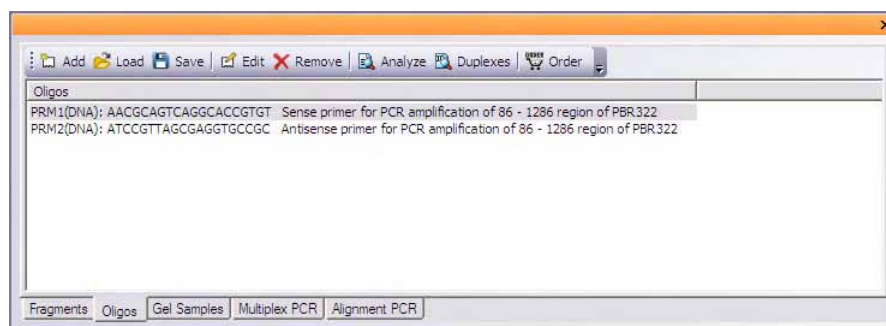 Add Load Save Edit Remove Analyze Duplexes ORDER Order
Oligos
PRM1(DNA): AACGCAGTCAGGCACCGTGT Sense primer for PCR amplification of 86 - 1286 region of PBR322
PRM2(DNA): ATCCGTTAGCGAGGTGCCGC Antisense primer for PCR amplification of 86 - 1286 region of PBR322
Fragments Oligos Gel Samples Multiplex PCR Alignment PCR